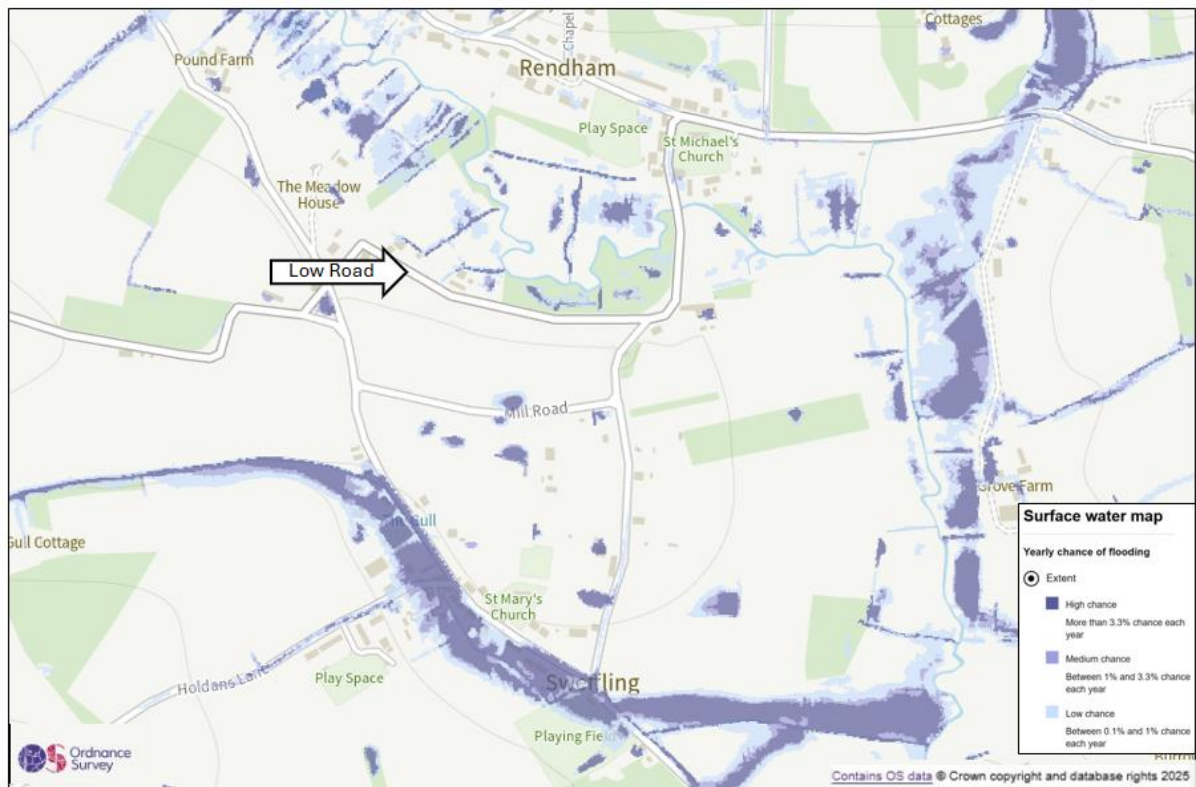 Cottages
Pound Farm
Chapel
Rendham
Play Space
St Michael's
Church
The Meadow
House
Low Road
Mill Road
The Gull
Gull Cottage
Grove Farm
St Mary's
Church
Holdans Lane
Play Space
Sweffling
Playing Field
Surface water map
Yearly chance of flooding
Extent
High chance
More than 3.3% chance each
year
Medium chance
Between 1% and 3.3% chance
each year
Low chance
Between 0.1% and 1% chance
each year
Ordnance
Survey
Contains OS data © Crown copyright and database rights 2025